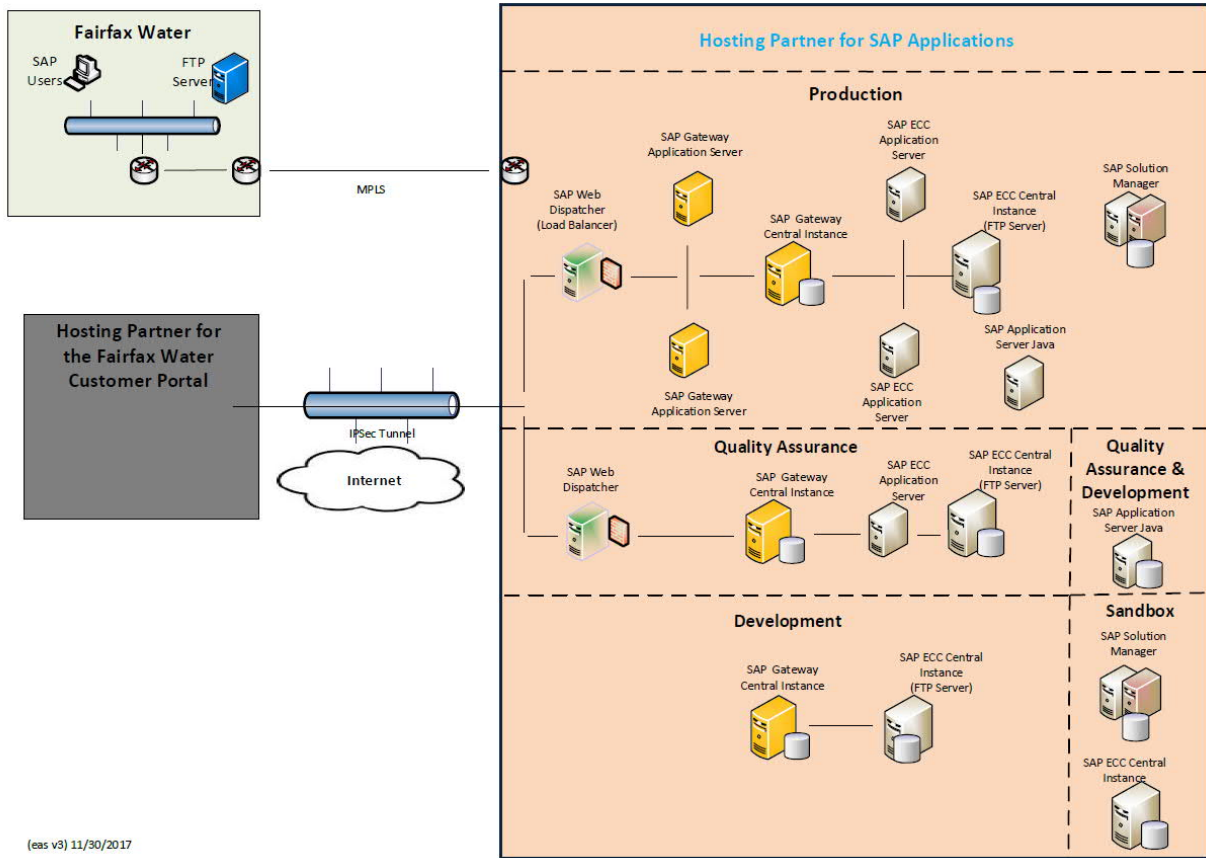 Fairfax Water
SAP
Users
FTP
Server
MPLS
Hosting Partner for
the Fairfax Water
Customer Portal
IPSec Tunnel
Internet
Hosting Partner for SAP Applications
Production
SAP Gateway
Application Server
SAP ECC
Application
Server
SAP Solution
Manager
SAP Web
Dispatcher
(Load Balancer)
SAP Gateway
Central Instance
SAP ECC Central
Instance
(FTP Server)
SAP Gateway
Application Server
SAP ECC
Application
Server
SAP Application
Server Java
Quality Assurance
SAP Web
Dispatcher
SAP Gateway
Central Instance
SAP ECC
Application
Server
SAP ECC Central
Instance
(FTP Server)
Quality
Assurance &
Development
SAP Application
Server Java
Development
SAP Gateway
Central Instance
SAP ECC Central
Instance
(FTP Server)
Sandbox
SAP Solution
Manager
SAP ECC Central
Instance
(eas v3) 11/30/2017